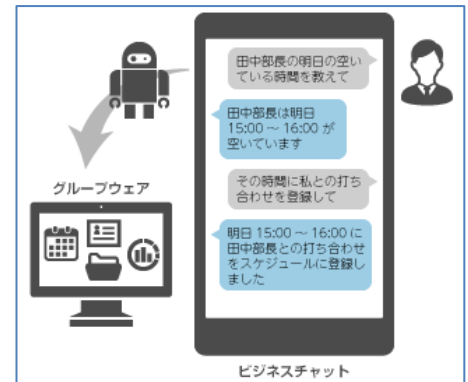 田中部長の明日の空い
ている時間を教えて
田中部長は明日
15:00 ～ 16:00 が
空いています
その時間に私との打ち
合わせを登録して
明日 15:00 ～ 16:00 に
田中部長との打ち合わせ
をスケジュールに登録し
ました
グループウェア
ビジネスチャット